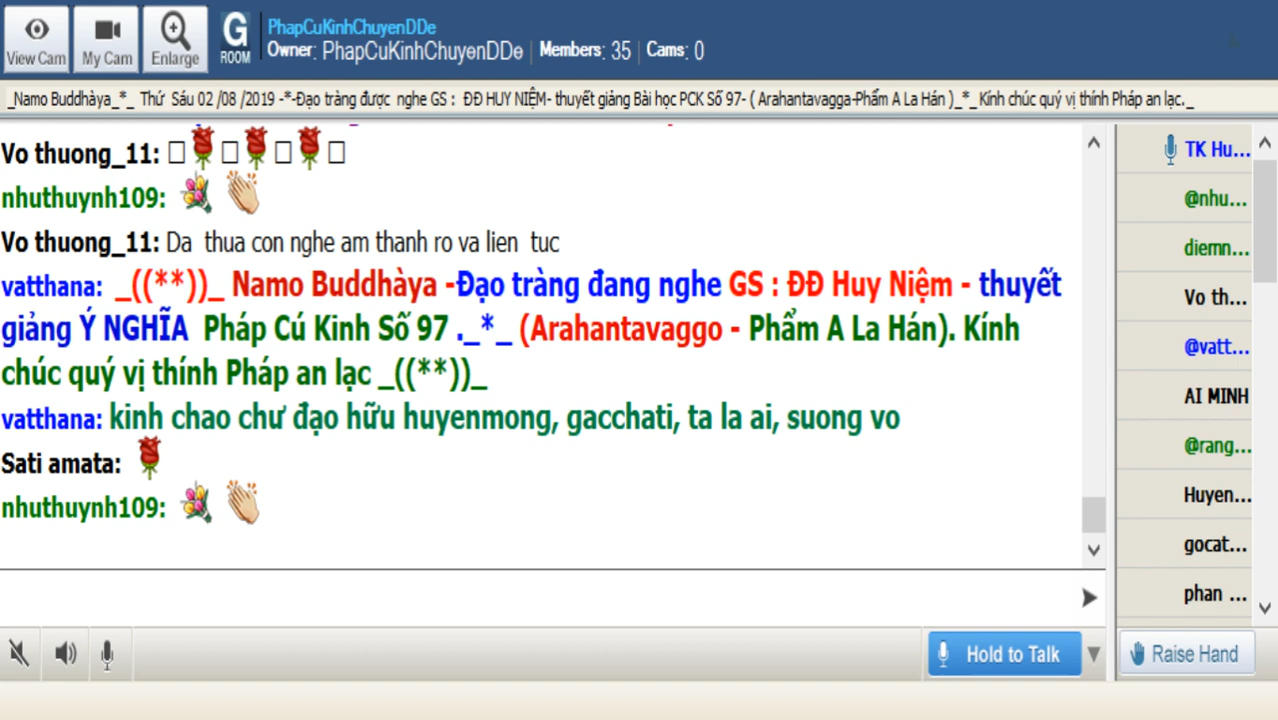 View Cam
My Cam
Enlarge
G
ROOM
PhapCuKinhChuyenDDe
Owner: PhapCuKinhChuyenDDe | Members: 35 | Cams: 0
_Namo Buddhàya_*_ Thứ Sáu 02 /08 /2019 -*-Đạo tràng được nghe GS : ĐĐ HUY NIỆM- thuyết giảng Bài học PCK Số 97- ( Arahantavagga-Phẩm A La Hán )_*_ Kính chúc quý vị thính Pháp an lạc._
Vo thuong_11:
nhuthuynh109:
Vo thuong_11: Da thua con nghe am thanh ro va lien tuc
vatthana: _((**))_ Namo Buddhàya -Đạo tràng đang nghe GS : ĐĐ Huy Niệm - thuyết
giảng Ý NGHĨA Pháp Cú Kinh Số 97 ._*_ (Arahantavaggo - Phẩm A La Hán). Kính
chúc quý vị thính Pháp an lạc _((**))_
vatthana: kinh chao chư đạo hữu huyenmong, gacchati, ta la ai, suong vo
Sati amata:
nhuthuynh109:
TK Hu...
@nhu...
diemn...
Vo th...
@vatt...
AI MINH
@rang...
Huyen...
gocat...
phan ...
Hold to Talk
Raise Hand